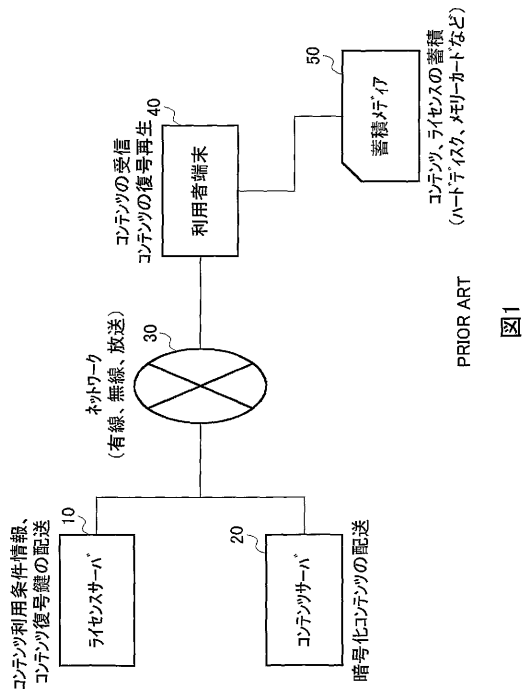 コンテンツ利用条件情報、
コンテンツ復号鍵の配送
10
ライセンスサーバ
20
コンテンツサーバ
暗号化コンテンツの配送
ネットワーク
(有線、無線、放送)
30
コンテンツの受信
コンテンツの復号再生
40
利用者端末
50
蓄積メディア
コンテンツ、ライセンスの蓄積
(ハードディスク、メモリーカードなど)
PRIOR ART
図1